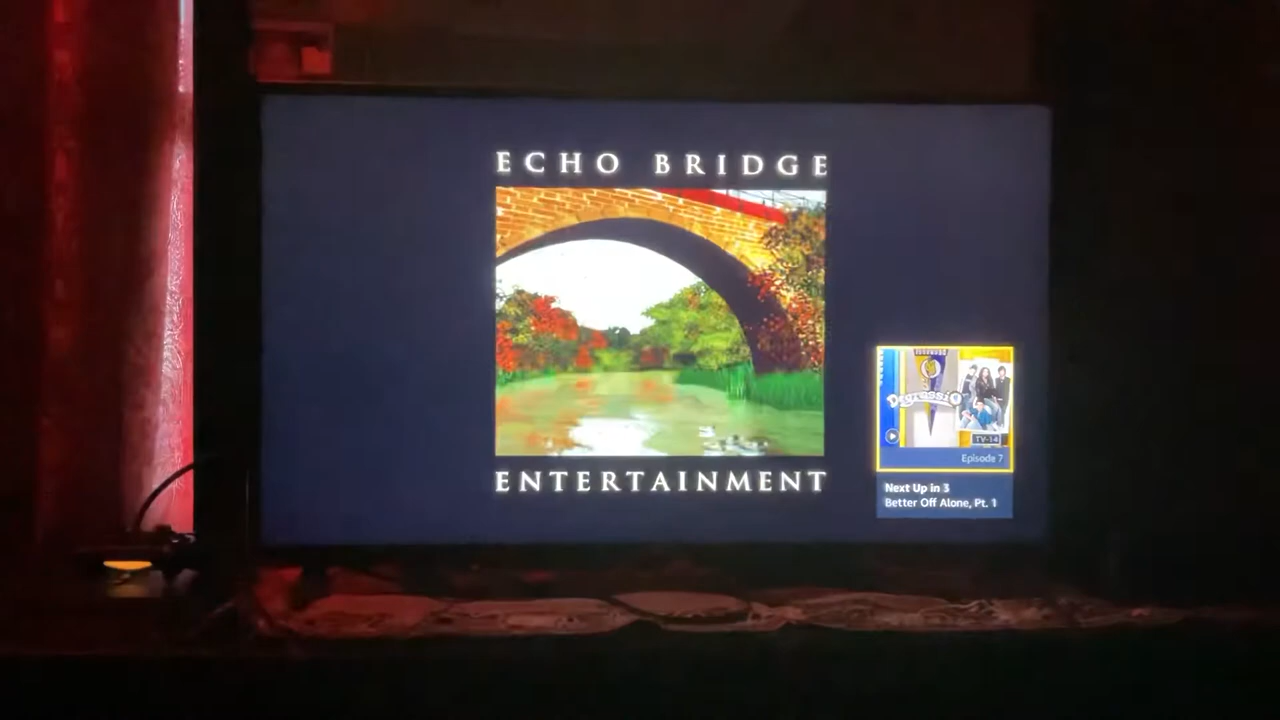 ECHO BRIDGE
ENTERTAINMENT
Degrassi
TV-14
Episode 7
Next Up in 3
Better Off Alone, Pt. 1